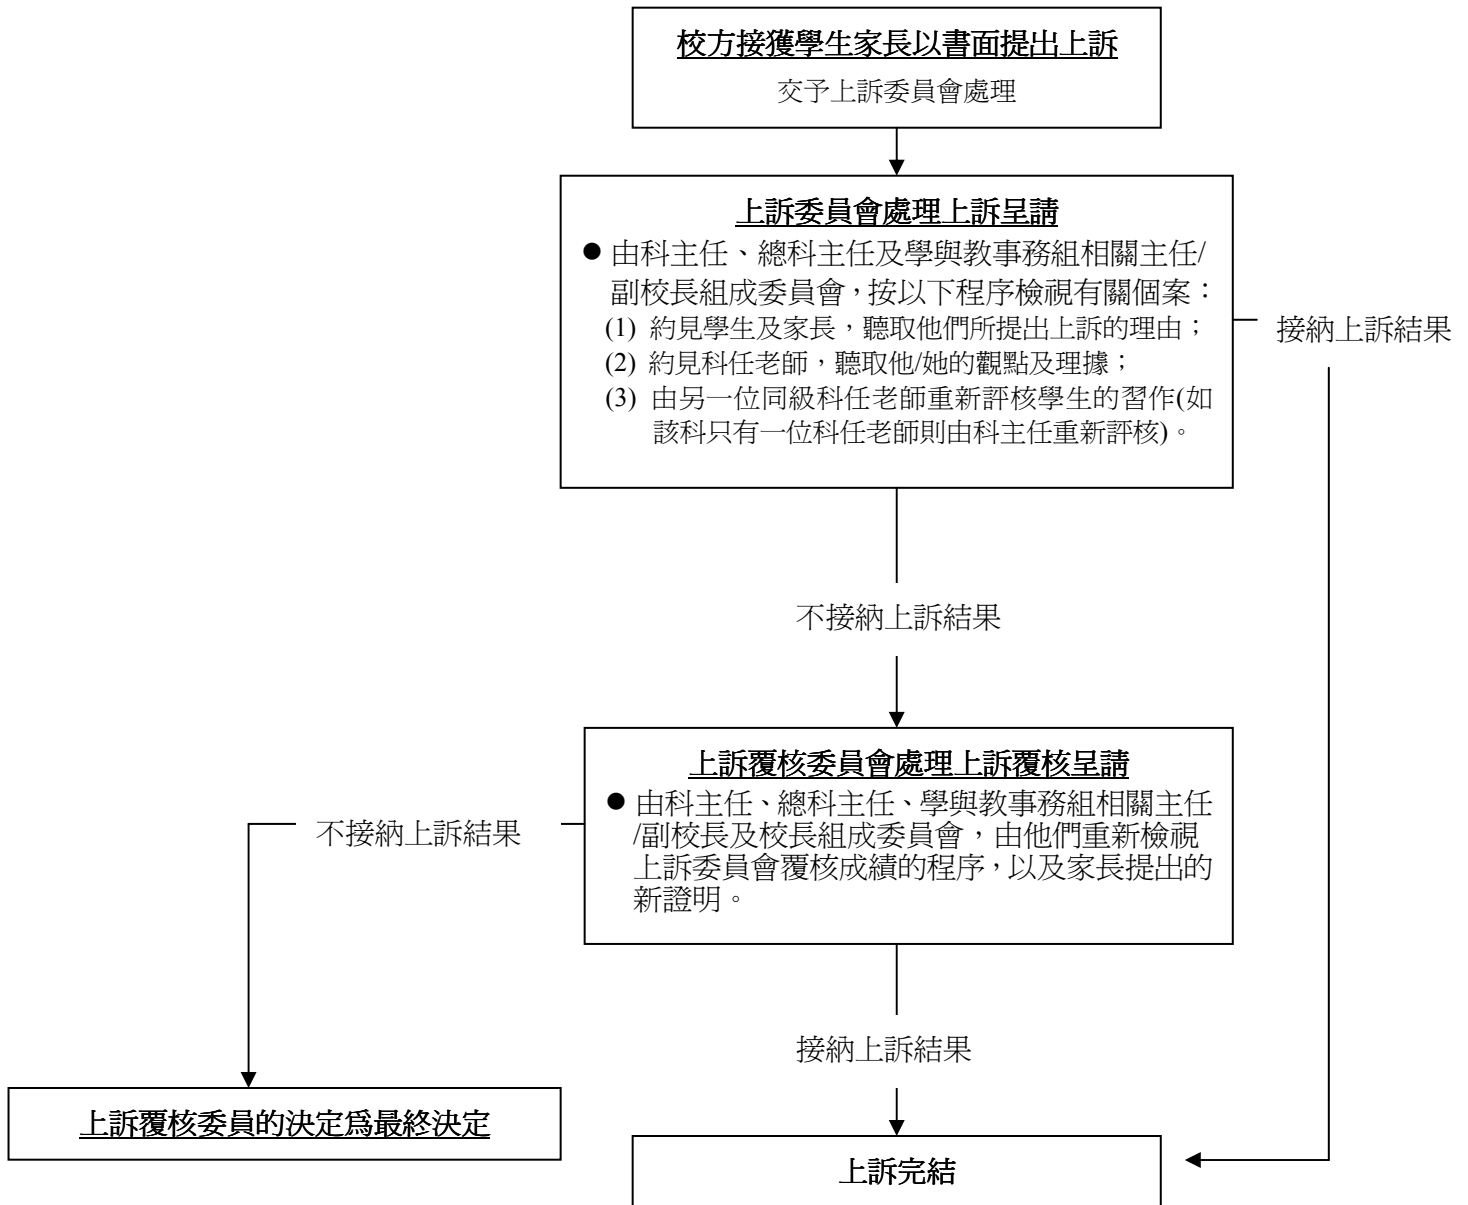 校方接獲學生家長以書面提出上訴
交予上訴委員會處理
上訴委員會處理上訴呈請
● 由科主任、總科主任及學與教事務組相關主任/
副校長組成委員會，按以下程序檢視有關個案：
(1) 約見學生及家長，聽取他們所提出上訴的理由；
(2) 約見科任老師，聽取他/她的觀點及理據；
(3) 由另一位同級科任老師重新評核學生的習作(如
該科只有一位科任老師則由科主任重新評核)。
接納上訴結果
不接納上訴結果
上訴覆核委員會處理上訴覆核呈請
● 由科主任、總科主任、學與教事務組相關主任
/副校長及校長組成委員會，由他們重新檢視
上訴委員會覆核成績的程序，以及家長提出的
新證明。
不接納上訴結果
接納上訴結果
上訴覆核委員的決定爲最終決定
上訴完結